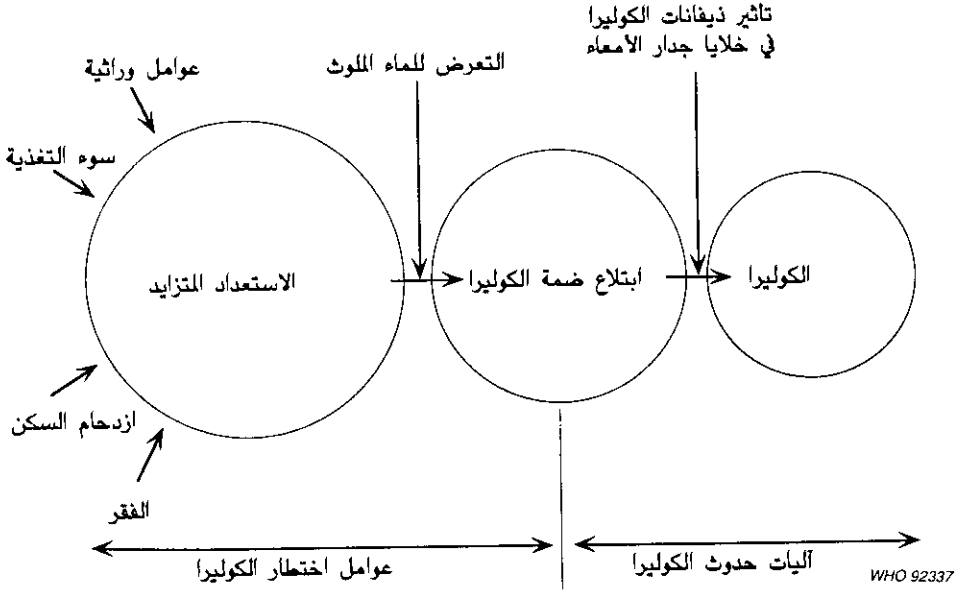 تأثير ذيفانات الكوليرا
في خلايا جدار الأمعاء
التعرض للماء الملوث
عوامل وراثية
سوء التغذية
الاستعداد المتزايد
ابتلاع ضمة الكوليرا
الكوليرا
ازدحام السكن
الفقر
عوامل اختطار الكوليرا
آليات حدوث الكوليرا
WHO 92337